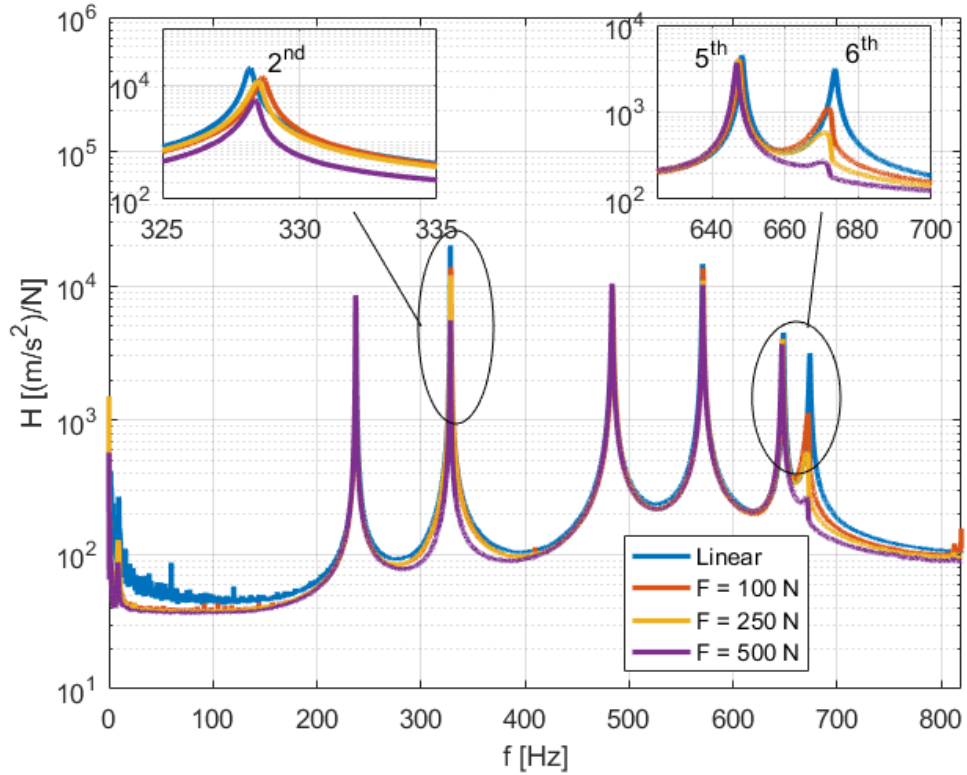 10^6
10^5
10^4
10^3
10^2
10^1
H [(m/s^2)/N]
0 100 200 300 400 500 600 700 800
f [Hz]
2^nd
10^4
10^2
325 330 335
5^th 6^th
10^4
10^3
10^2
640 660 680 700
Linear
F = 100 N
F = 250 N
F = 500 N